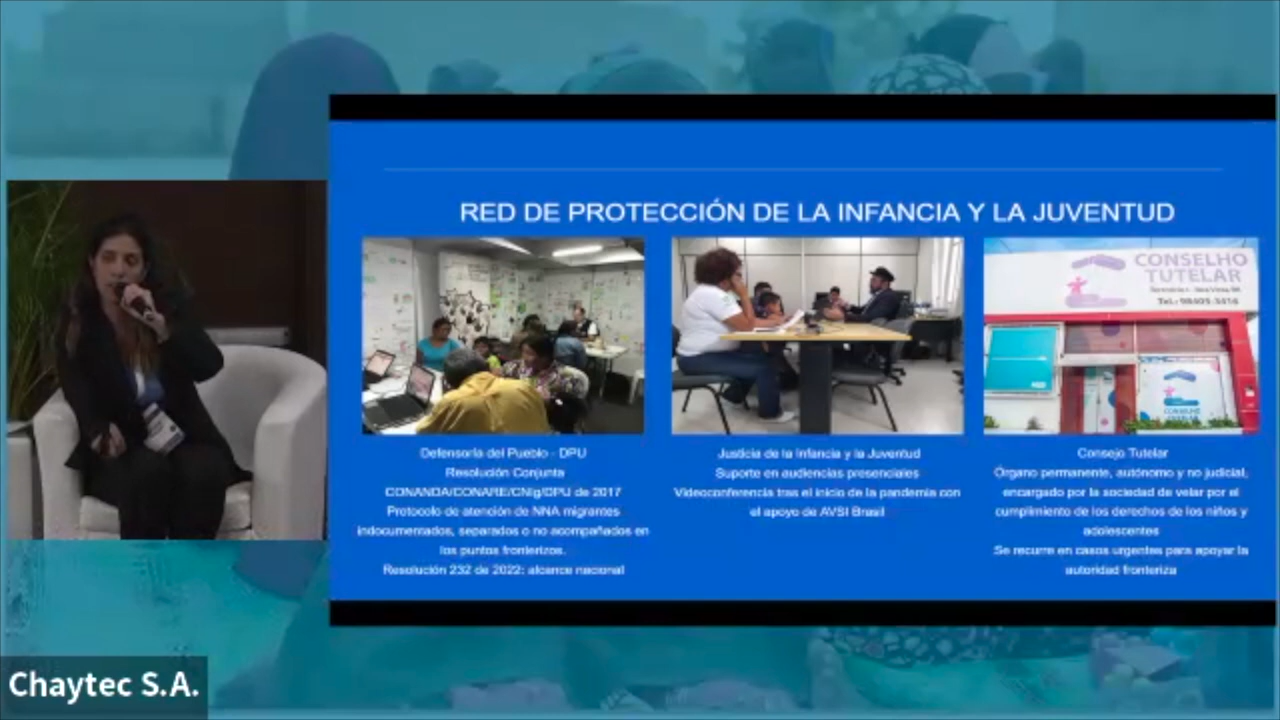 RED DE PROTECCIÓN DE LA INFANCIA Y LA JUVENTUD
CONSELHO
TUTELAR
CONSELHO
Defensoría del Pueblo - DPU
Resolución Conjunta
CONANDA/CONARE/CNIg/DPU de 2017
Protocolo de atención de NNA migrantes
indocumentados, separados o no acompañados en
los puntos fronterizos.
Resolución 232 de 2022: alcance nacional
Justicia de la Infancia y la Juventud
Suporte en audiencias presenciales
Videoconferencia tras el inicio de la pandemia con
el apoyo de AVSI Brasil
Consejo Tutelar
Órgano permanente, autónomo y no judicial,
encargado por la sociedad de velar por el
cumplimiento de los derechos de los niños y
adolescentes
Se recurre en casos urgentes para apoyar la
autoridad fronteriza
Chaytec S.A.